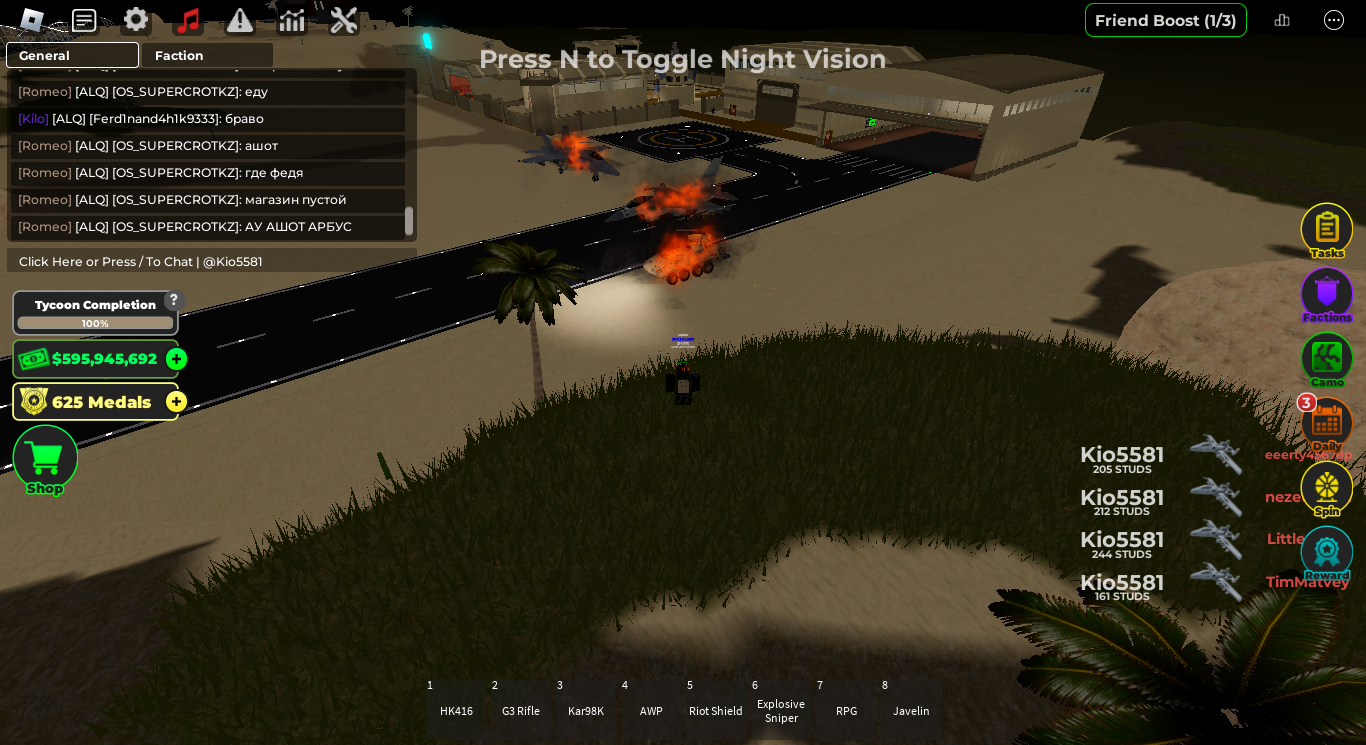 Friend Boost (1/3)
Press N to Toggle Night Vision
General
Faction
[Romeo] [ALQ] [OS_SUPERCROTKZ]: еду
[Kilo] [ALQ] [Ferd1nand4h1k9333]: браво
[Romeo] [ALQ] [OS_SUPERCROTKZ]: ашот
[Romeo] [ALQ] [OS_SUPERCROTKZ]: где федя
[Romeo] [ALQ] [OS_SUPERCROTKZ]: магазин пустой
[Romeo] [ALQ] [OS_SUPERCROTKZ]: АУ АШОТ АРБУС
Click Here or Press / To Chat | @Kio5581
Tycoon Completion
?
100%
$595,945,692
+
625 Medals
+
Shop
Tasks
Factions
Camo
3
Daily
Spin
Reward
Kio5581
205 STUDS
Kio5581
212 STUDS
neze
Kio5581
244 STUDS
Little
Kio5581
161 STUDS
TimMatvey
1
HK416
2
G3 Rifle
3
Kar98K
4
AWP
5
Riot Shield
6
Explosive
Sniper
7
RPG
8
Javelin